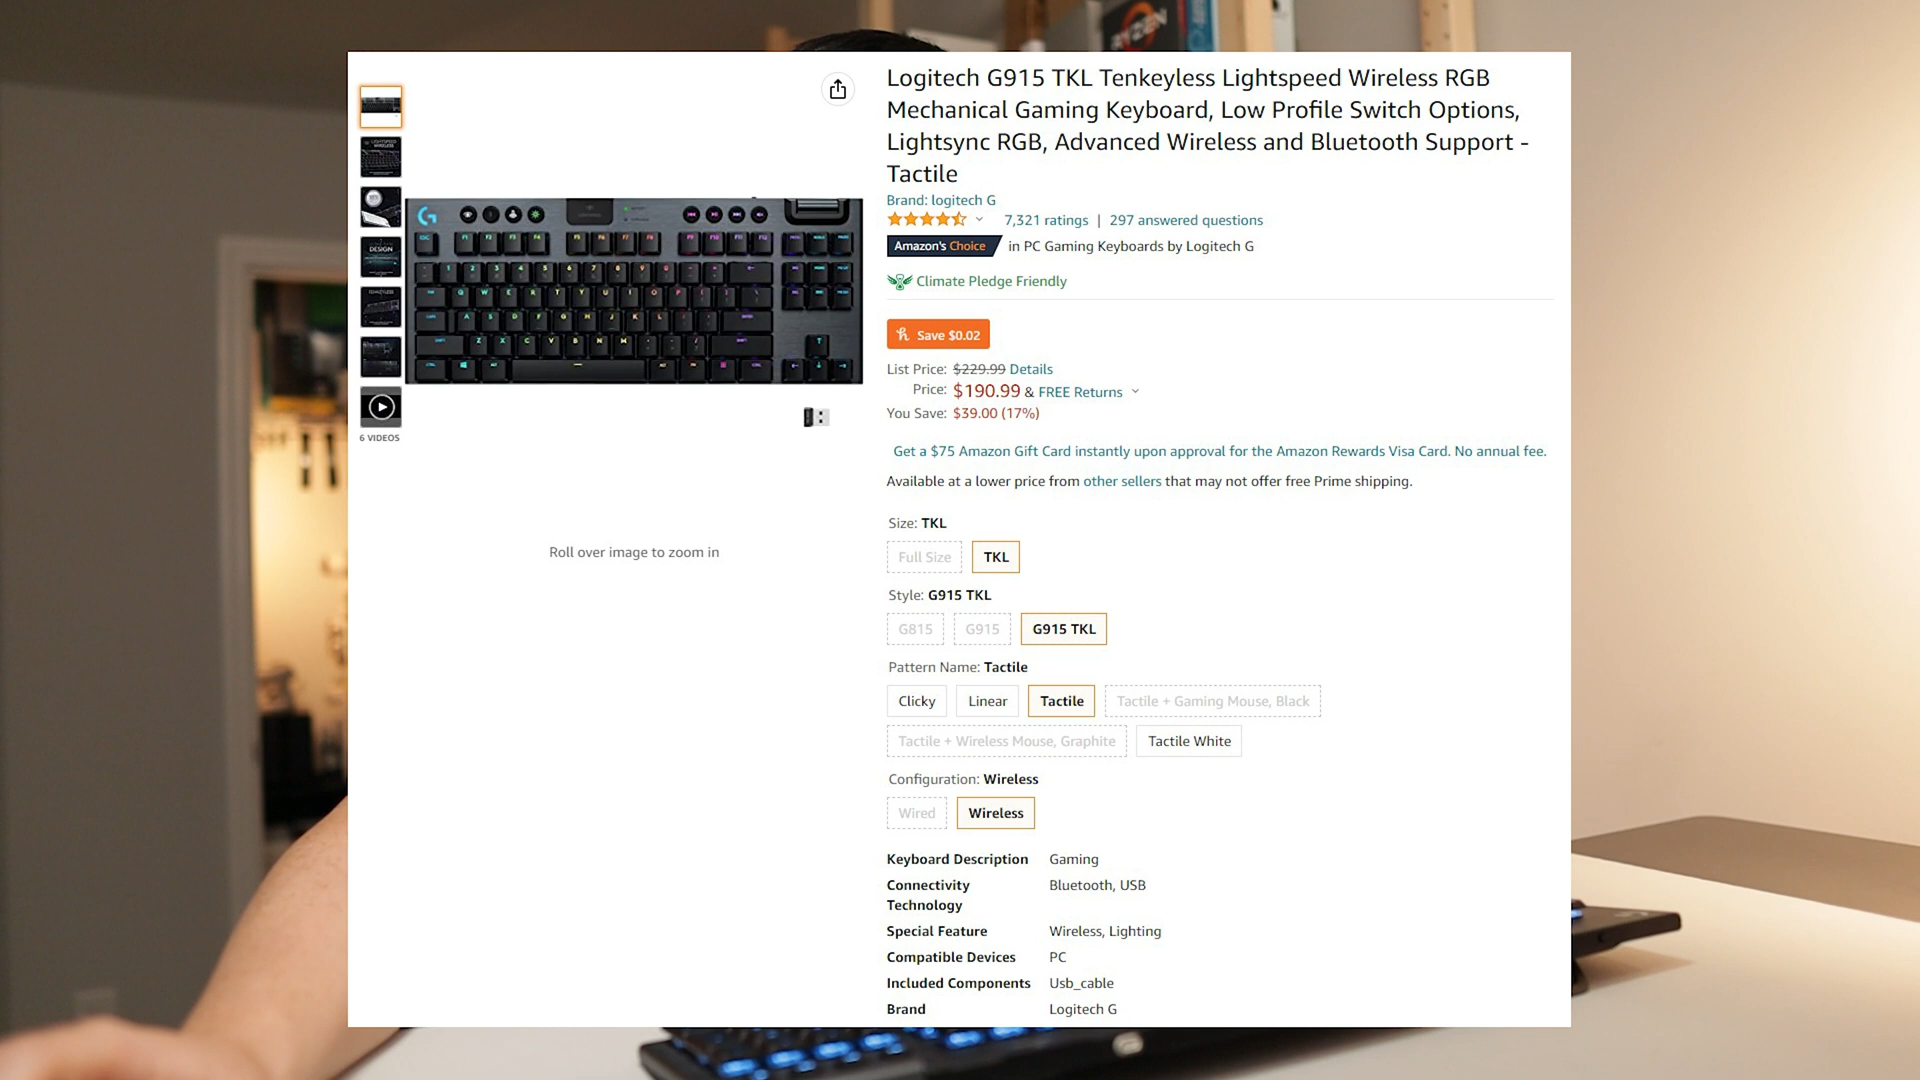 RYZEN
Logitech G915 TKL Tenkeyless Lightspeed Wireless RGB
Mechanical Gaming Keyboard, Low Profile Switch Options,
Lightsync RGB, Advanced Wireless and Bluetooth Support -
Tactile
Brand: logitech G
7,321 ratings | 297 answered questions
Amazon's Choice in PC Gaming Keyboards by Logitech G
Climate Pledge Friendly
Save $0.02
List Price: $229.99 Details
Price: $190.99 & FREE Returns
You Save: $39.00 (17%)
Get a $75 Amazon Gift Card instantly upon approval for the Amazon Rewards Visa Card. No annual fee.
Available at a lower price from other sellers that may not offer free Prime shipping.
Size: TKL
Full Size TKL
Style: G915 TKL
G815 G915 G915 TKL
Pattern Name: Tactile
Clicky Linear Tactile Tactile + Gaming Mouse, Black
Tactile + Wireless Mouse, Graphite Tactile White
Configuration: Wireless
Wired Wireless
Keyboard Description Gaming
Connectivity Bluetooth, USB
Technology
Special Feature Wireless, Lighting
Compatible Devices PC
Included Components Usb_cable
Brand Logitech G
DESIGN
6 VIDEOS
Roll over image to zoom in